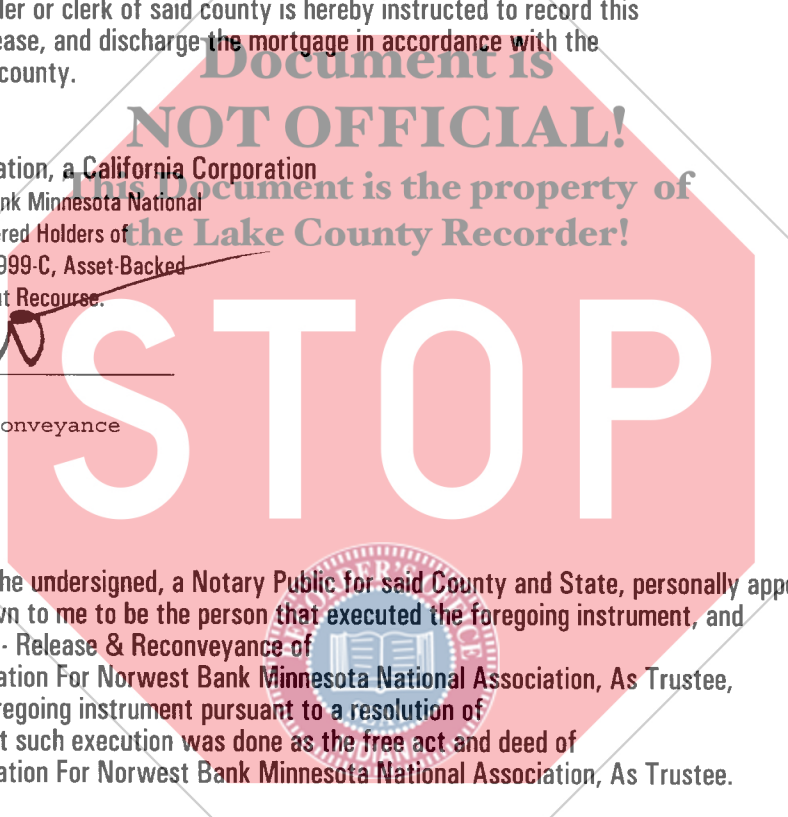 ler or clerk of said county is hereby instructed to record this
ease, and discharge the mortgage in accordance with the
county.
Document is
NOT OFFICIAL!
This Document is the property of
the Lake County Recorder!
ation, a California Corporation
nk Minnesota National
red Holders of
999-C, Asset-Backed
t Recourse.
STOP
onveyance
he undersigned, a Notary Public for said County and State, personally appe
wn to me to be the person that executed the foregoing instrument, and
- Release & Reconveyance of
ation For Norwest Bank Minnesota National Association, As Trustee,
regoing instrument pursuant to a resolution of
t such execution was done as the free act and deed of
ation For Norwest Bank Minnesota National Association, As Trustee.
RECORDER'S OFFICE
INDIANA